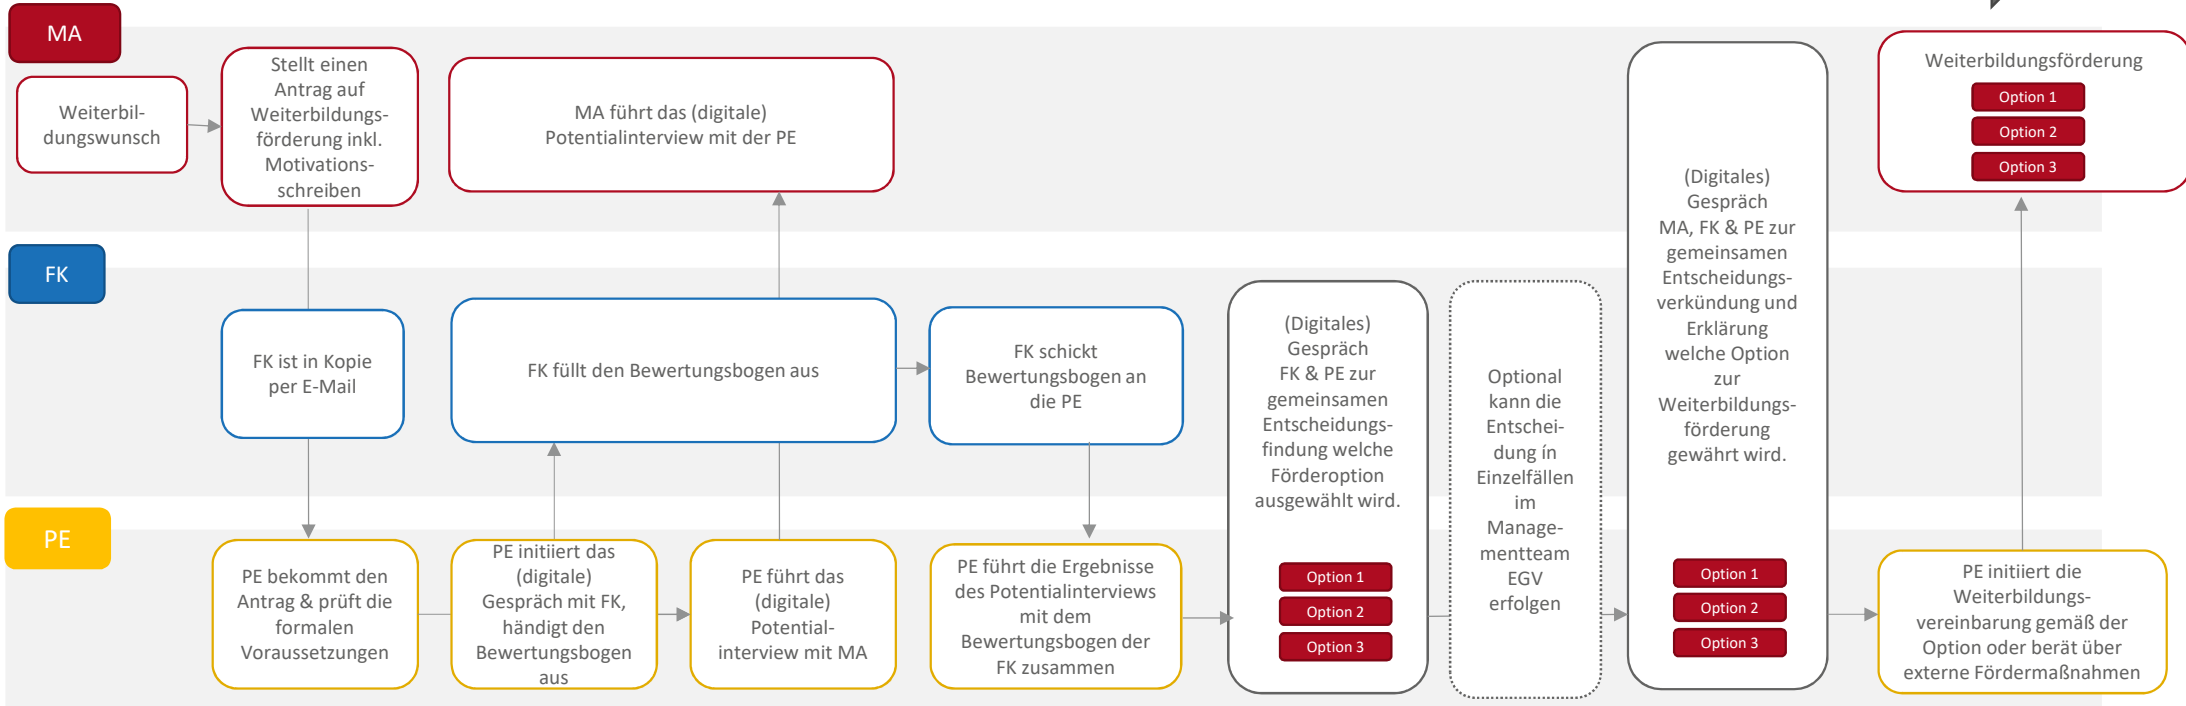 MA
Weiterbil-
dungswunsch
Stellt einen
Antrag auf
Weiterbildungs-
förderung inkl.
Motivations-
schreiben
MA führt das (digitale)
Potentialinterview mit der PE
Weiterbildungsförderung
Option 1
Option 2
Option 3
FK
FK ist in Kopie
per E-Mail
FK füllt den Bewertungsbogen aus
FK schickt
Bewertungsbogen an
die PE
(Digitales)
Gespräch
FK & PE zur
gemeinsamen
Entscheidungs-
findung welche
Förderoption
ausgewählt wird.
Option 1
Option 2
Option 3
Optional
kann die
Entschei-
dung ín
Einzelfällen
im
Manage-
mentteam
EGV
erfolgen
(Digitales)
Gespräch
MA, FK & PE zur
gemeinsamen
Entscheidungs-
verkündung und
Erklärung
welche Option
zur
Weiterbildungs-
förderung
gewährt wird.
Option 1
Option 2
Option 3
PE
PE bekommt den
Antrag & prüft die
formalen
Voraussetzungen
PE initiiert das
(digitale)
Gespräch mit FK,
händigt den
Bewertungsbogen
aus
PE führt das
(digitale)
Potential-
interview mit MA
PE führt die Ergebnisse
des Potentialinterviews
mit dem
Bewertungsbogen der
FK zusammen
PE initiiert die
Weiterbildungs-
vereinbarung gemäß der
Option oder berät über
externe Fördermaßnahmen